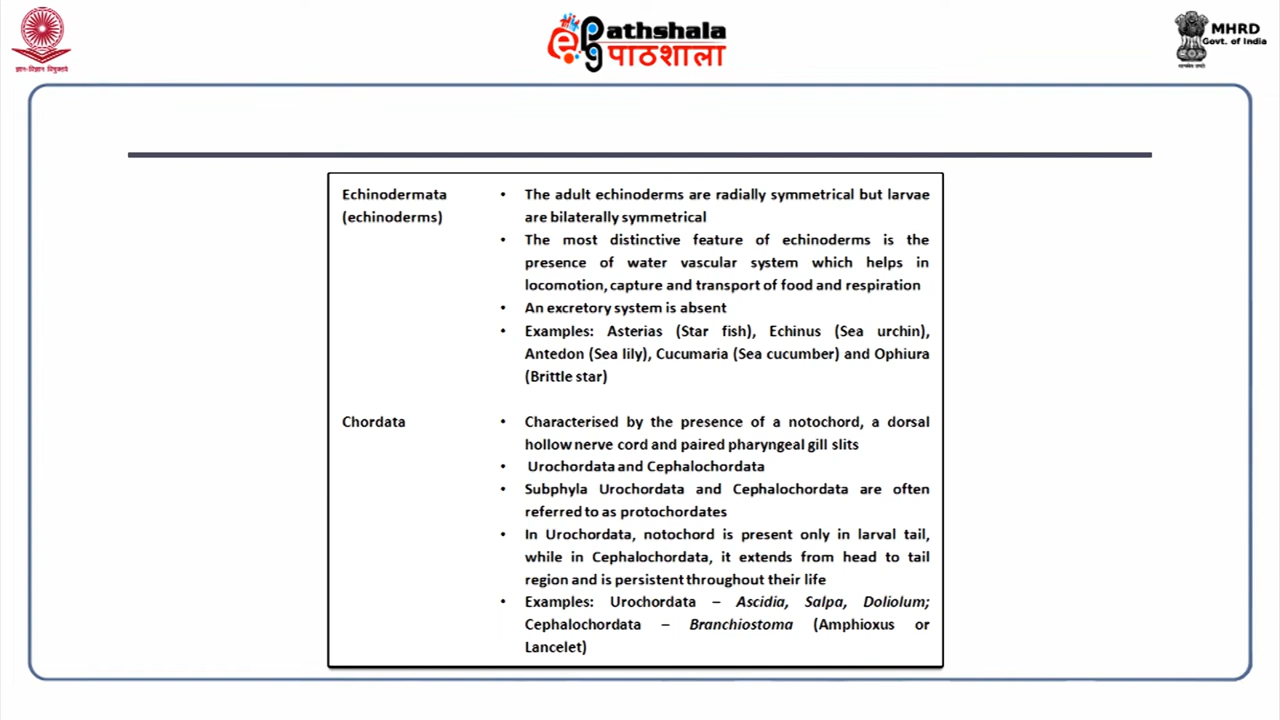 ज्ञान-विज्ञान विमुक्तये
Pathshala
पाठशाला
MHRD
Govt. of India
Echinodermata
(echinoderms)
• The adult echinoderms are radially symmetrical but larvae
are bilaterally symmetrical
• The most distinctive feature of echinoderms is the
presence of water vascular system which helps in
locomotion, capture and transport of food and respiration
• An excretory system is absent
• Examples: Asterias (Star fish), Echinus (Sea urchin),
Antedon (Sea lily), Cucumaria (Sea cucumber) and Ophiura
(Brittle star)
Chordata
• Characterised by the presence of a notochord, a dorsal
hollow nerve cord and paired pharyngeal gill slits
• Urochordata and Cephalochordata
• Subphyla Urochordata and Cephalochordata are often
referred to as protochordates
• In Urochordata, notochord is present only in larval tail,
while in Cephalochordata, it extends from head to tail
region and is persistent throughout their life
• Examples: Urochordata – Ascidia, Salpa, Doliolum;
Cephalochordata – Branchiostoma (Amphioxus or
Lancelet)